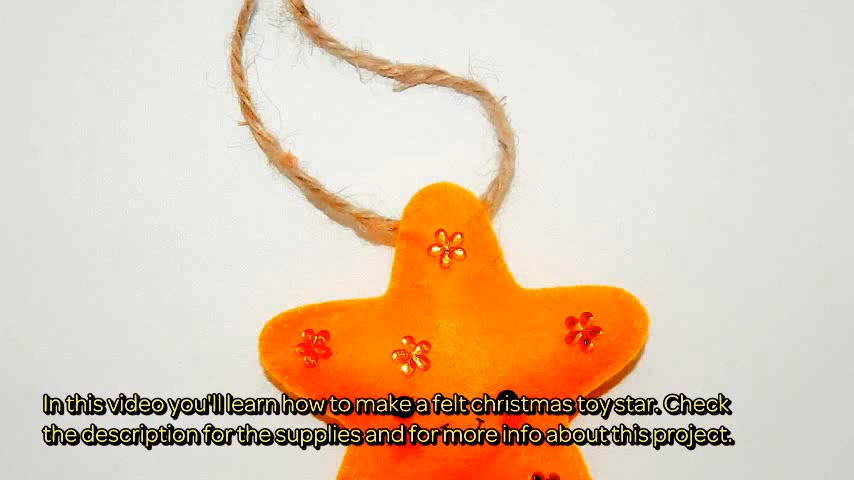 In this video you'll learn how to make a felt christmas toy star. Check
the description for the supplies and for more info about this project.